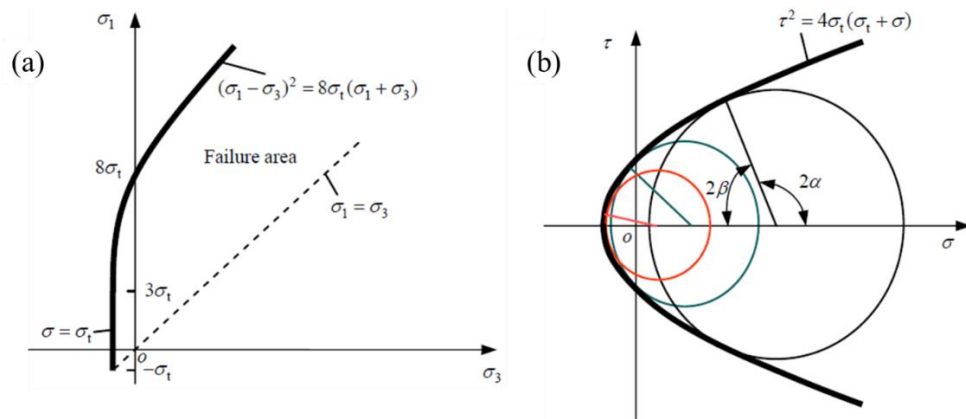 (a)
σ₁
(σ₁ − σ₃)² = 8σₜ(σ₁ + σ₃)
Failure area
8σₜ
σ₁ = σ₃
3σₜ
σ = σₜ
o
−σₜ
σ₃
(b)
τ
τ² = 4σₜ(σₜ + σ)
2β
2α
o
σ